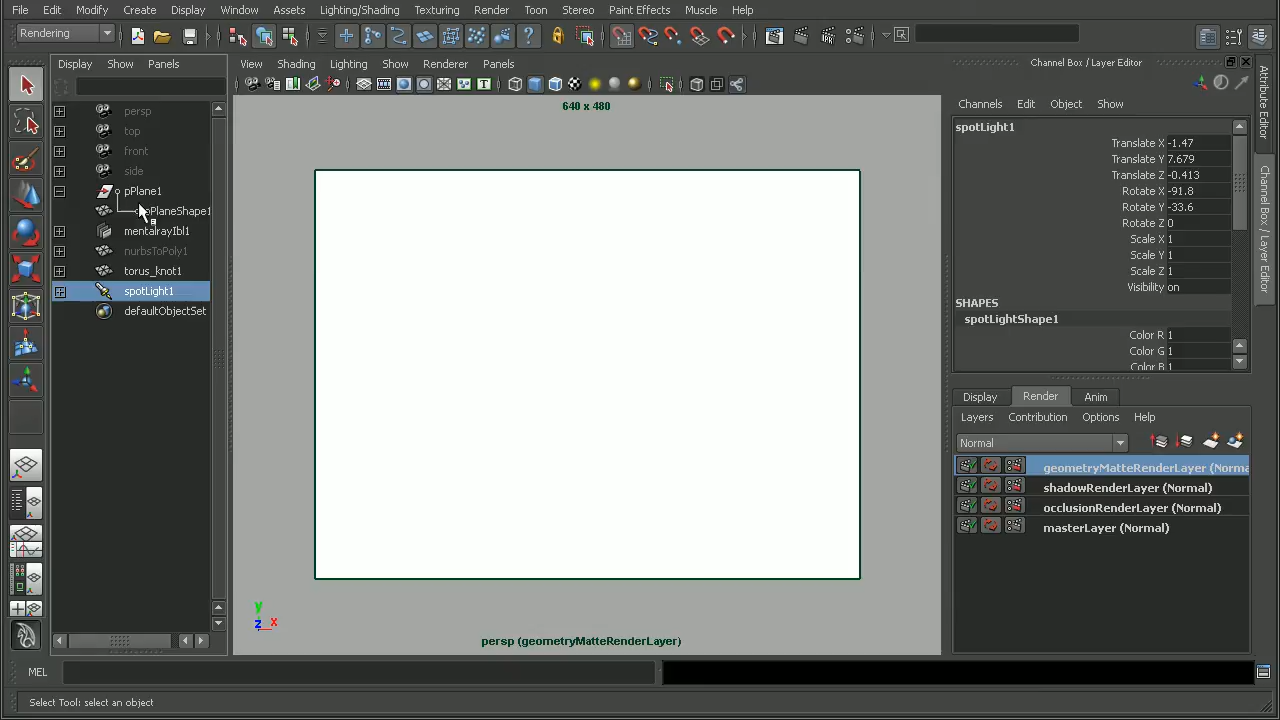 File Edit Modify Create Display Window Assets Lighting/Shading Texturing Render Toon Stereo Paint Effects Muscle Help
Rendering
Display Show Panels
View Shading Lighting Show Renderer Panels
Channel Box / Layer Editor
Channels Edit Object Show
persp
top
front
side
pPlane1
pPlaneShape1
mentalrayIbl1
nurbsToPoly1
torus_knot1
spotLight1
defaultObjectSet
640 x 480
persp (geometryMatteRenderLayer)
y
z x
spotLight1
Translate X -1.47
Translate Y 7.679
Translate Z -0.413
Rotate X -91.8
Rotate Y -33.6
Rotate Z 0
Scale X 1
Scale Y 1
Scale Z 1
Visibility on
SHAPES
spotLightShape1
Color R 1
Color G 1
Color B 1
Display Render Anim
Layers Contribution Options Help
Normal
geometryMatteRenderLayer (Norma
shadowRenderLayer (Normal)
occlusionRenderLayer (Normal)
masterLayer (Normal)
Attribute Editor
Channel Box / Layer Editor
MEL
Select Tool: select an object